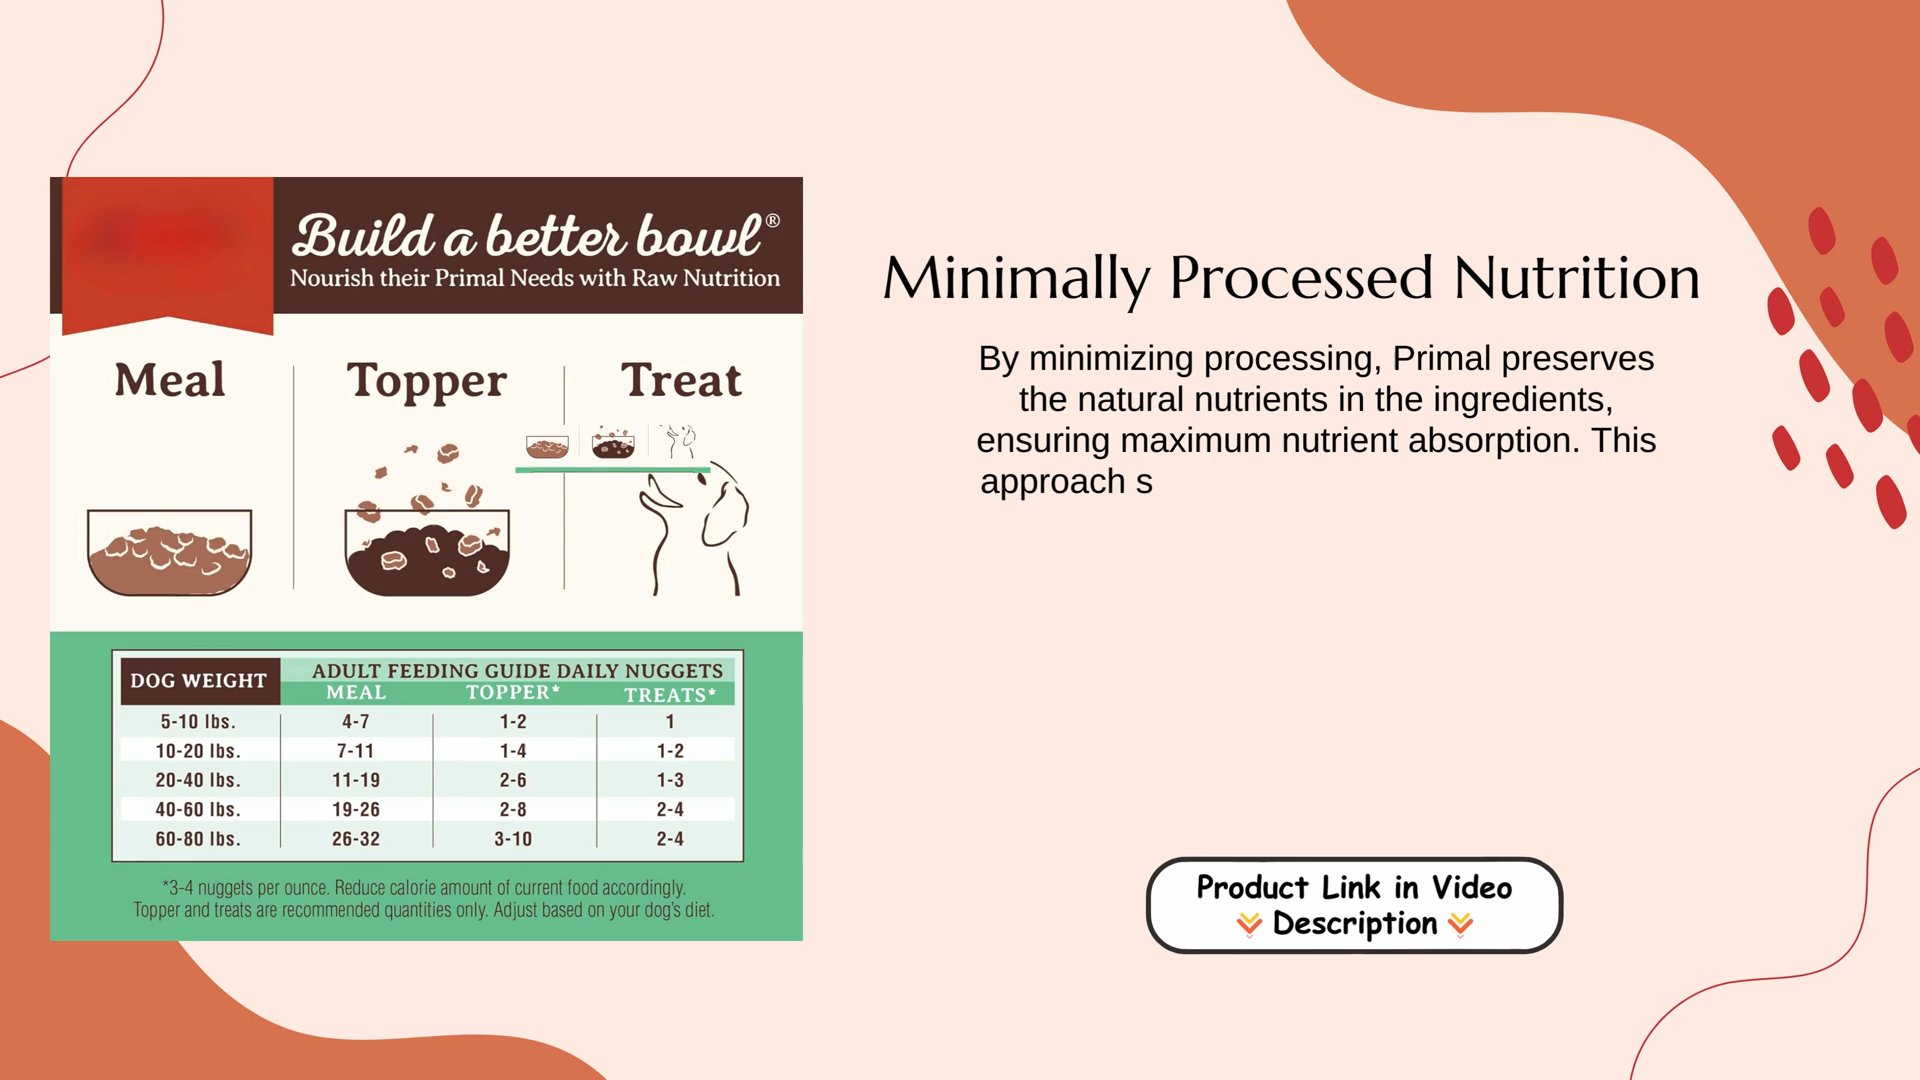 Build a better bowl®
Nourish their Primal Needs with Raw Nutrition
Meal
Topper
Treat
DOG WEIGHT
ADULT FEEDING GUIDE DAILY NUGGETS
MEAL TOPPER* TREATS*
5-10 lbs. 4-7 1-2 1
10-20 lbs. 7-11 1-4 1-2
20-40 lbs. 11-19 2-6 1-3
40-60 lbs. 19-26 2-8 2-4
60-80 lbs. 26-32 3-10 2-4
*3-4 nuggets per ounce. Reduce calorie amount of current food accordingly.
Topper and treats are recommended quantities only. Adjust based on your dog's diet.
Minimally Processed Nutrition
By minimizing processing, Primal preserves
the natural nutrients in the ingredients,
ensuring maximum nutrient absorption. This
approach s
Product Link in Video
Description